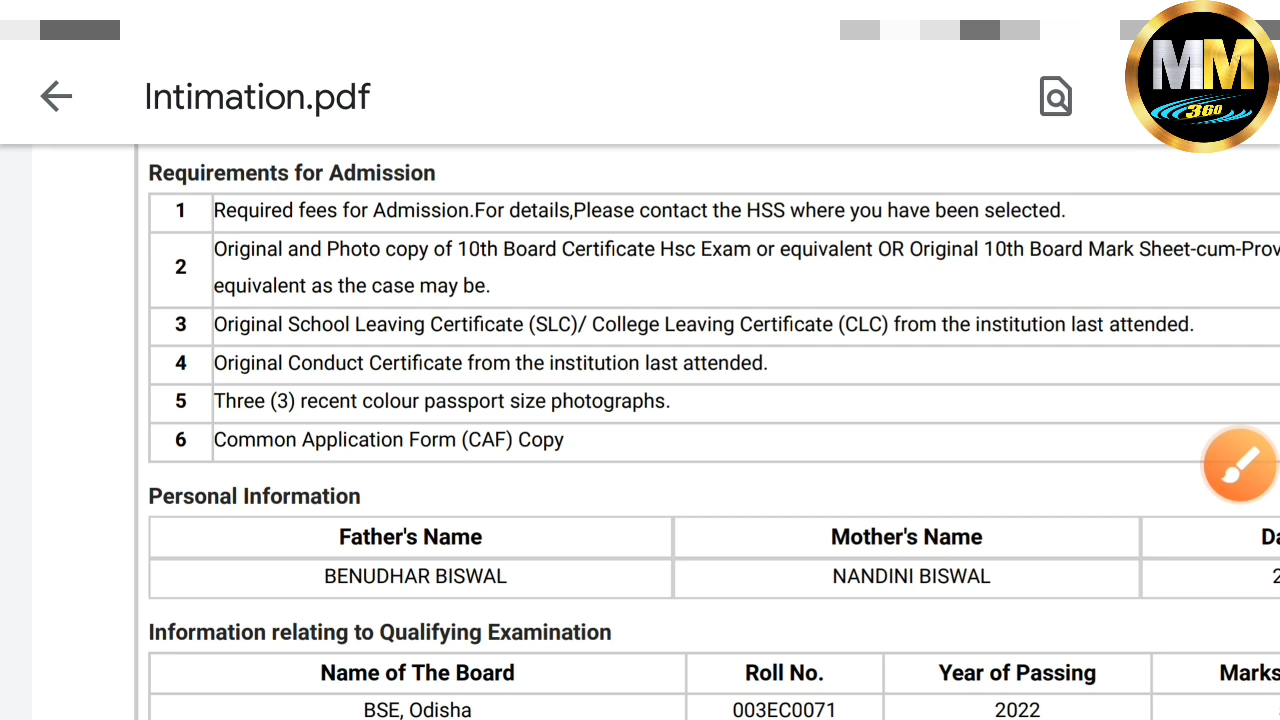 Intimation.pdf
MM
360
Requirements for Admission
1 Required fees for Admission.For details,Please contact the HSS where you have been selected.
2 Original and Photo copy of 10th Board Certificate Hsc Exam or equivalent OR Original 10th Board Mark Sheet-cum-Prov
equivalent as the case may be.
3 Original School Leaving Certificate (SLC)/ College Leaving Certificate (CLC) from the institution last attended.
4 Original Conduct Certificate from the institution last attended.
5 Three (3) recent colour passport size photographs.
6 Common Application Form (CAF) Copy
Personal Information
Father's Name Mother's Name
BENUDHAR BISWAL NANDINI BISWAL
Information relating to Qualifying Examination
Name of The Board Roll No. Year of Passing Marks
BSE, Odisha 003EC0071 2022